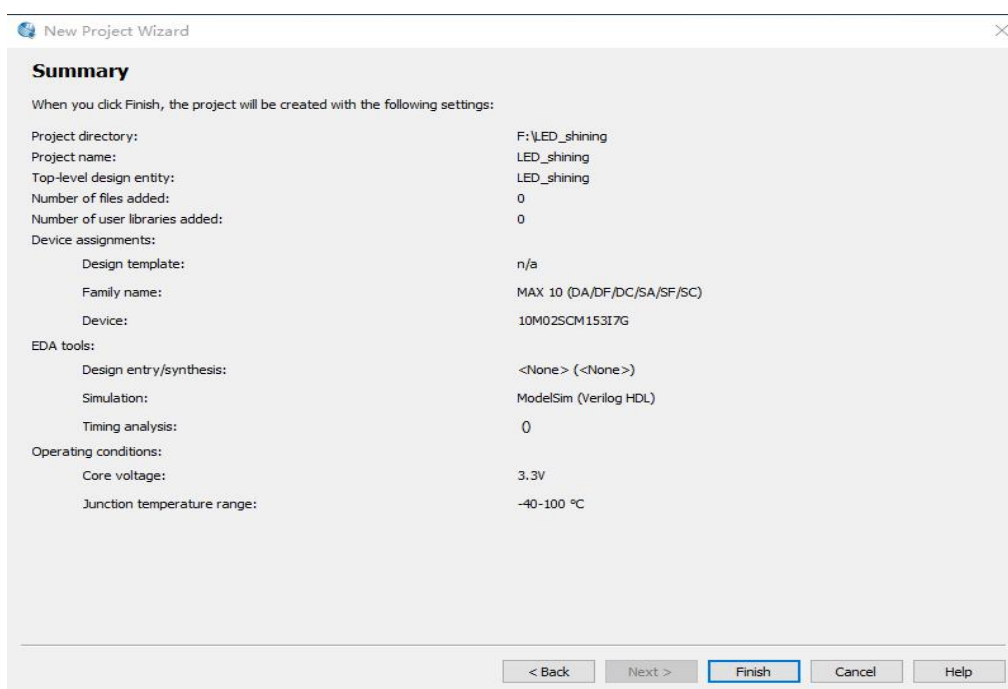 New Project Wizard
Summary
When you click Finish, the project will be created with the following settings:
Project directory: F:\LED_shining
Project name: LED_shining
Top-level design entity: LED_shining
Number of files added: 0
Number of user libraries added: 0
Device assignments:
Design template: n/a
Family name: MAX 10 (DA/DF/DC/SA/SF/SC)
Device: 10M02SCM153I7G
EDA tools:
Design entry/synthesis: <None> (<None>)
Simulation: ModelSim (Verilog HDL)
Timing analysis: ()
Operating conditions:
Core voltage: 3.3V
Junction temperature range: -40-100 °C
< Back Next > Finish Cancel Help